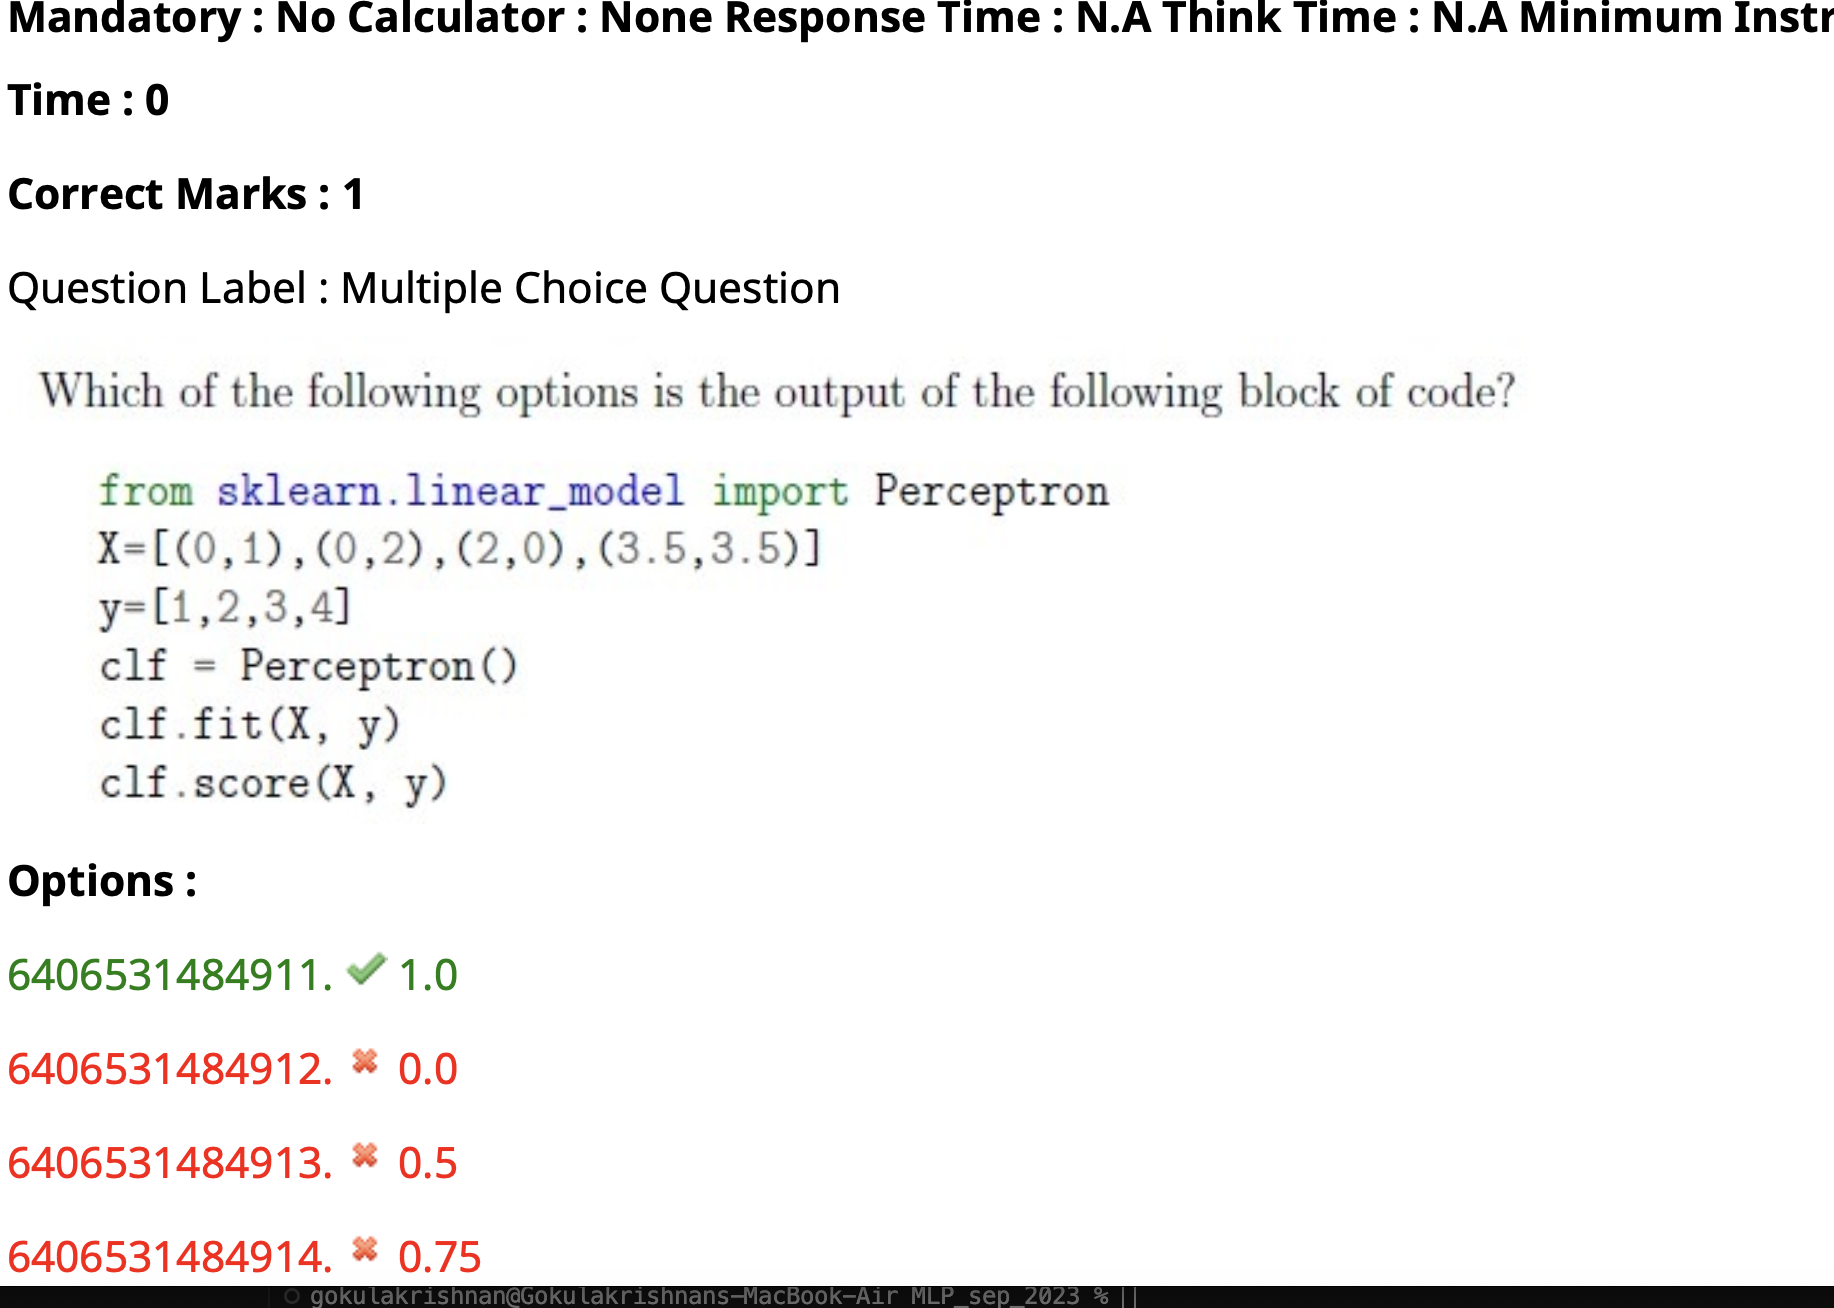 Mandatory : No Calculator : None Response Time : N.A Think Time : N.A Minimum Instr
Time : 0
Correct Marks : 1
Question Label : Multiple Choice Question
Which of the following options is the output of the following block of code?
from sklearn.linear_model import Perceptron
X=[(0,1),(0,2),(2,0),(3.5,3.5)]
y=[1,2,3,4]
clf = Perceptron()
clf.fit(X, y)
clf.score(X, y)
Options :
6406531484911. ✔ 1.0
6406531484912. ✖ 0.0
6406531484913. ✖ 0.5
6406531484914. ✖ 0.75
gokulakrishnan@Gokulakrishnans-MacBook-Air MLP_sep_2023 % ||